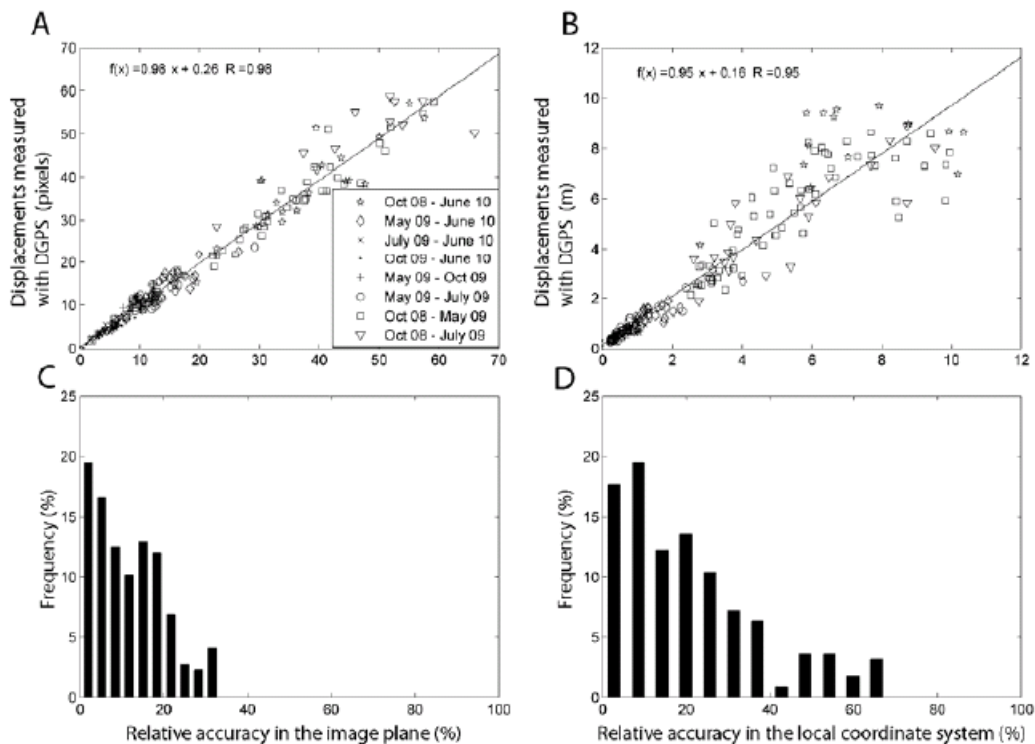 A
f(x) =0.98 x + 0.26 R = 0.98
Displacements measured
with DGPS (pixels)
70
60
50
40
30
20
10
0
0 10 20 30 40 50 60 70
Oct 08 - June 10
May 09 - June 10
July 09 - June 10
Oct 09 - June 10
May 09 - Oct 09
May 09 - July 09
Oct 08 - May 09
Oct 08 - July 09
B
f(x) =0.95 x + 0.16 R = 0.95
Displacements measured
with DGPS (m)
12
10
8
6
4
2
0
0 2 4 6 8 10 12
C
Frequency (%)
25
20
15
10
5
0
0 20 40 60 80 100
Relative accuracy in the image plane (%)
D
Frequency (%)
25
20
15
10
5
0
0 20 40 60 80 100
Relative accuracy in the local coordinate system (%)